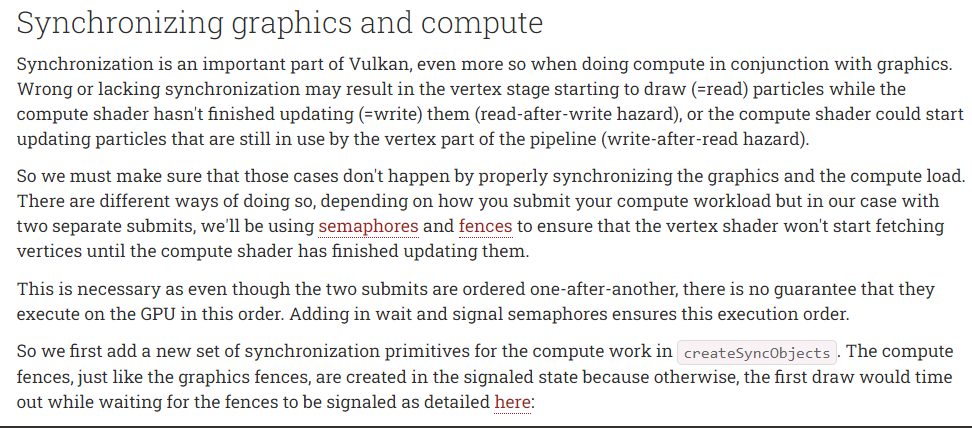 Synchronizing graphics and compute
Synchronization is an important part of Vulkan, even more so when doing compute in conjunction with graphics.
Wrong or lacking synchronization may result in the vertex stage starting to draw (=read) particles while the
compute shader hasn't finished updating (=write) them (read-after-write hazard), or the compute shader could start
updating particles that are still in use by the vertex part of the pipeline (write-after-read hazard).
So we must make sure that those cases don't happen by properly synchronizing the graphics and the compute load.
There are different ways of doing so, depending on how you submit your compute workload but in our case with
two separate submits, we'll be using semaphores and fences to ensure that the vertex shader won't start fetching
vertices until the compute shader has finished updating them.
This is necessary as even though the two submits are ordered one-after-another, there is no guarantee that they
execute on the GPU in this order. Adding in wait and signal semaphores ensures this execution order.
So we first add a new set of synchronization primitives for the compute work in createSyncObjects . The compute
fences, just like the graphics fences, are created in the signaled state because otherwise, the first draw would time
out while waiting for the fences to be signaled as detailed here: